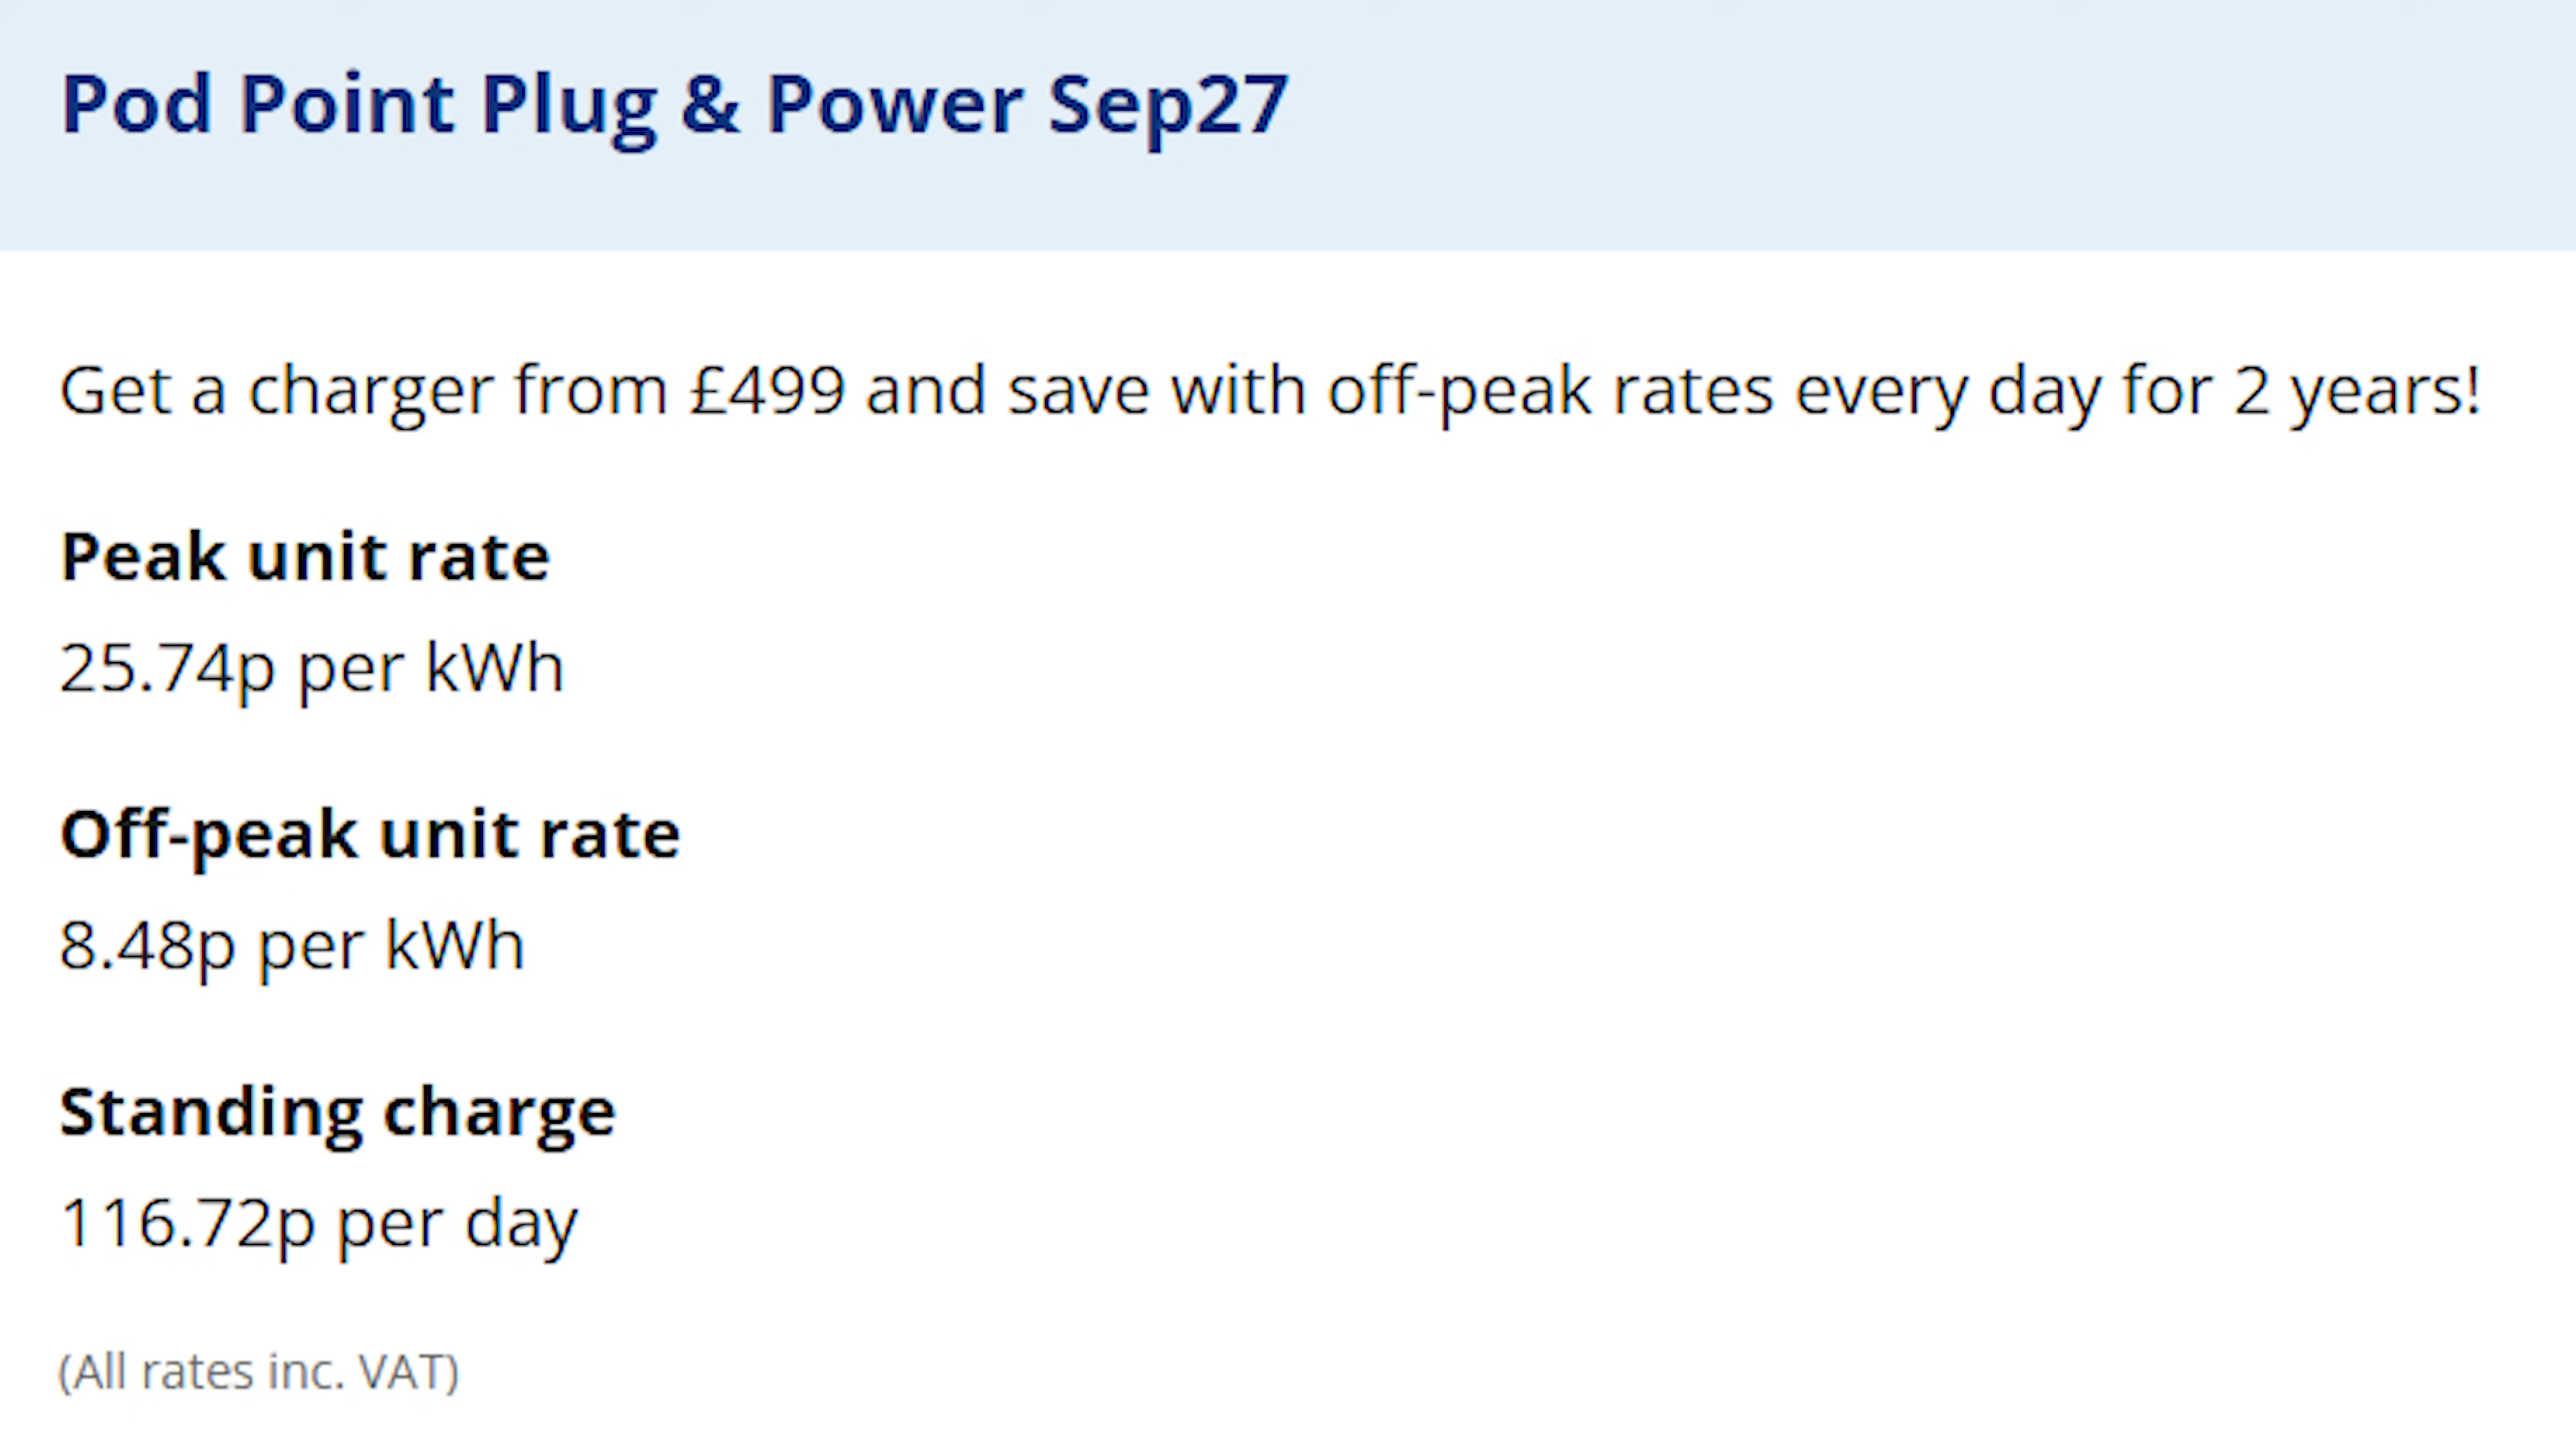 Pod Point Plug & Power Sep27
Get a charger from £499 and save with off-peak rates every day for 2 years!
Peak unit rate
25.74p per kWh
Off-peak unit rate
8.48p per kWh
Standing charge
116.72p per day
(All rates inc. VAT)